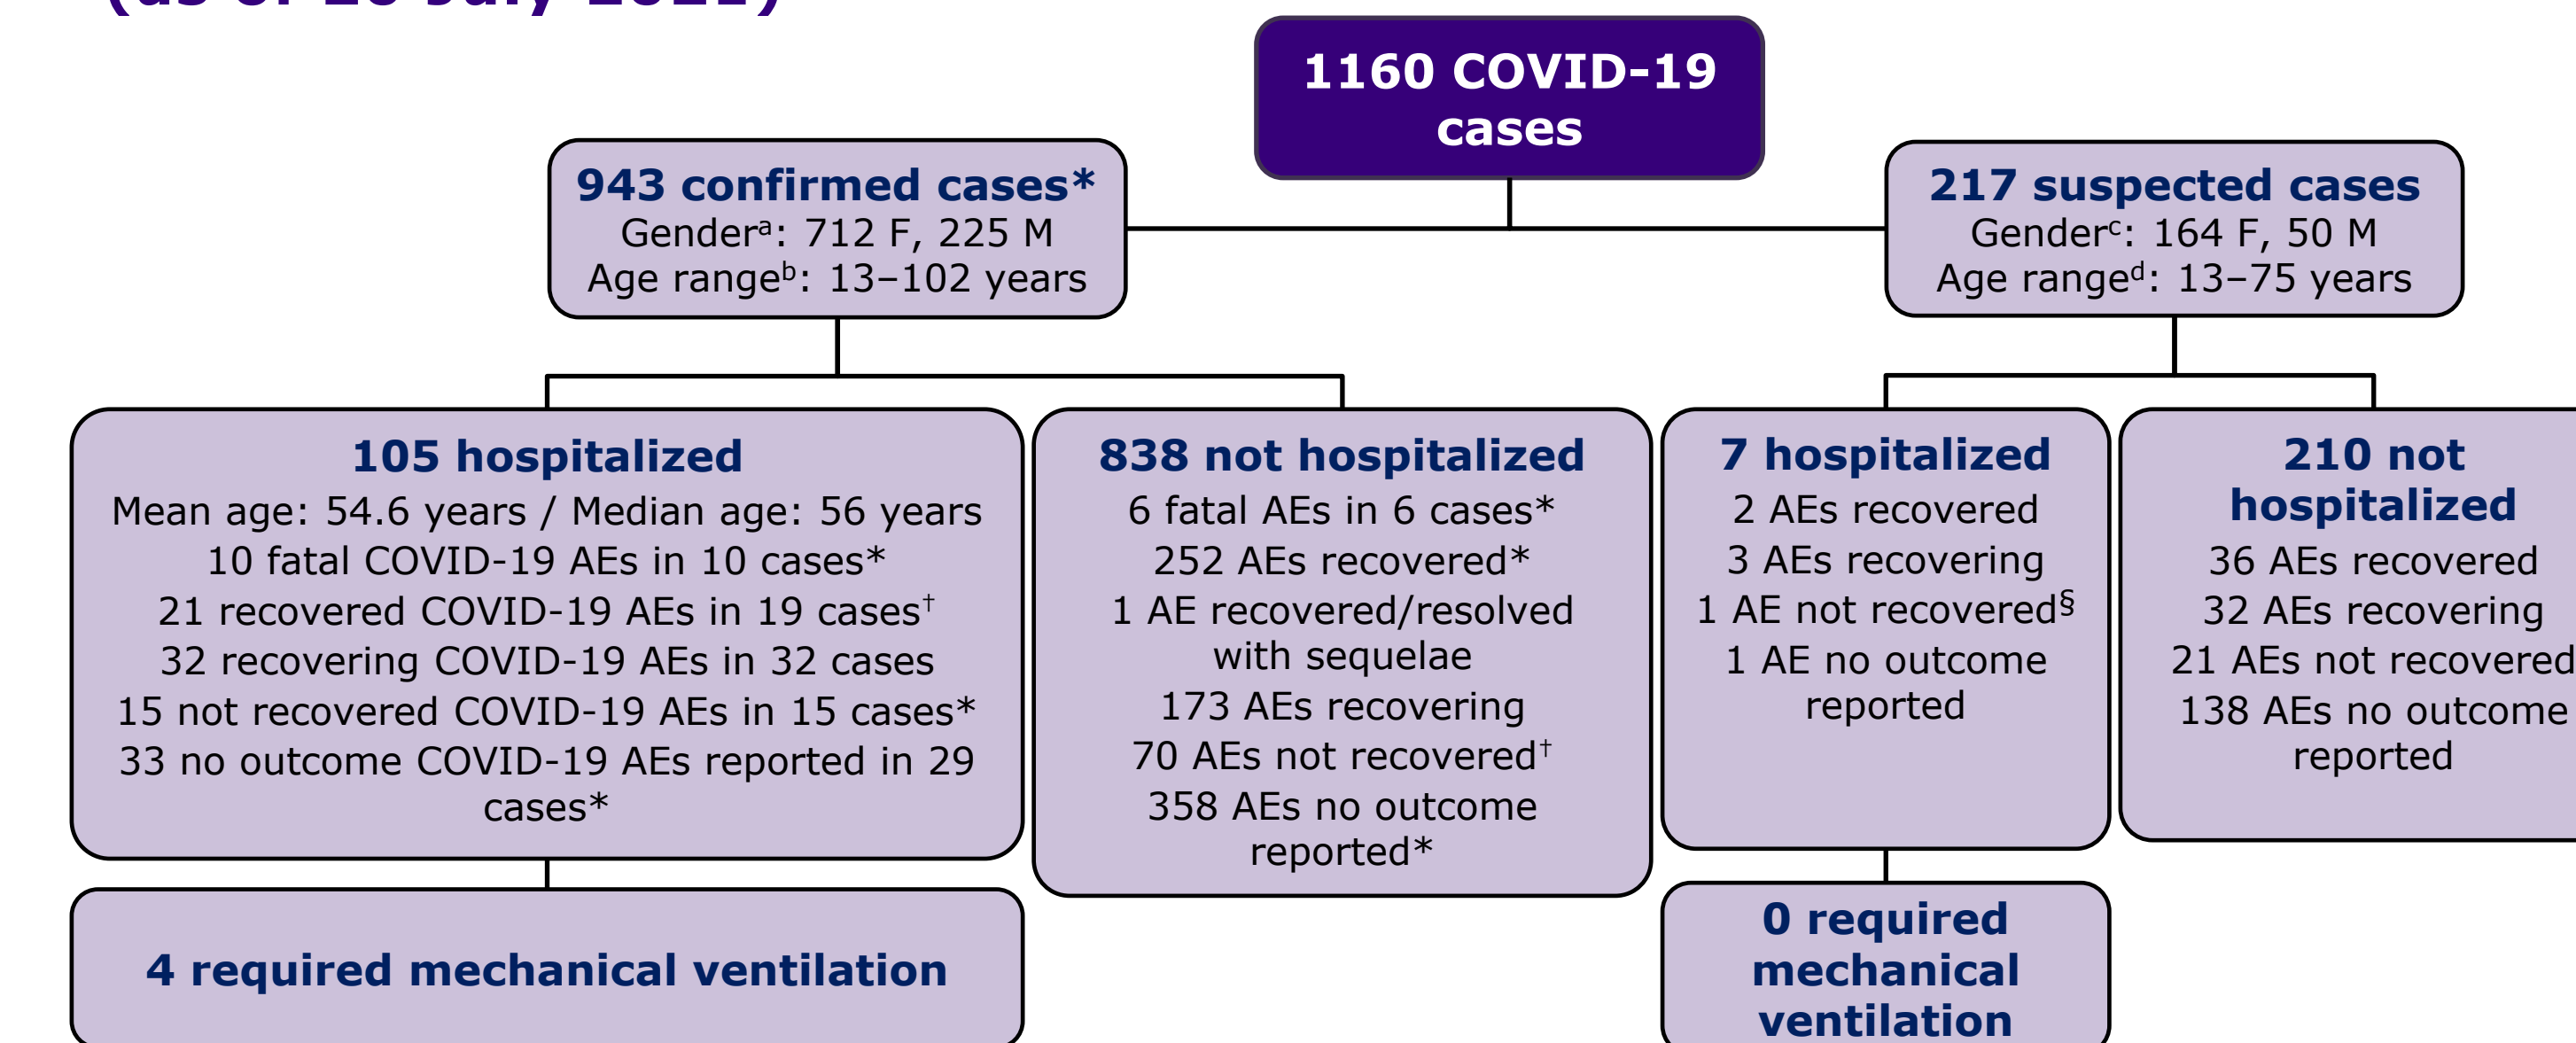 1160 COVID-19
cases
943 confirmed cases*
Genderᵃ: 712 F, 225 M
Age rangeᵇ: 13–102 years
217 suspected cases
Genderᶜ: 164 F, 50 M
Age rangeᵈ: 13–75 years
105 hospitalized
Mean age: 54.6 years / Median age: 56 years
10 fatal COVID-19 AEs in 10 cases*
21 recovered COVID-19 AEs in 19 cases†
32 recovering COVID-19 AEs in 32 cases
15 not recovered COVID-19 AEs in 15 cases*
33 no outcome COVID-19 AEs reported in 29
cases*
838 not hospitalized
6 fatal AEs in 6 cases*
252 AEs recovered*
1 AE recovered/resolved
with sequelae
173 AEs recovering
70 AEs not recovered†
358 AEs no outcome
reported*
7 hospitalized
2 AEs recovered
3 AEs recovering
1 AE not recovered§
1 AE no outcome
reported
210 not
hospitalized
36 AEs recovered
32 AEs recovering
21 AEs not recovered
138 AEs no outcome
reported
4 required mechanical ventilation
0 required
mechanical
ventilation